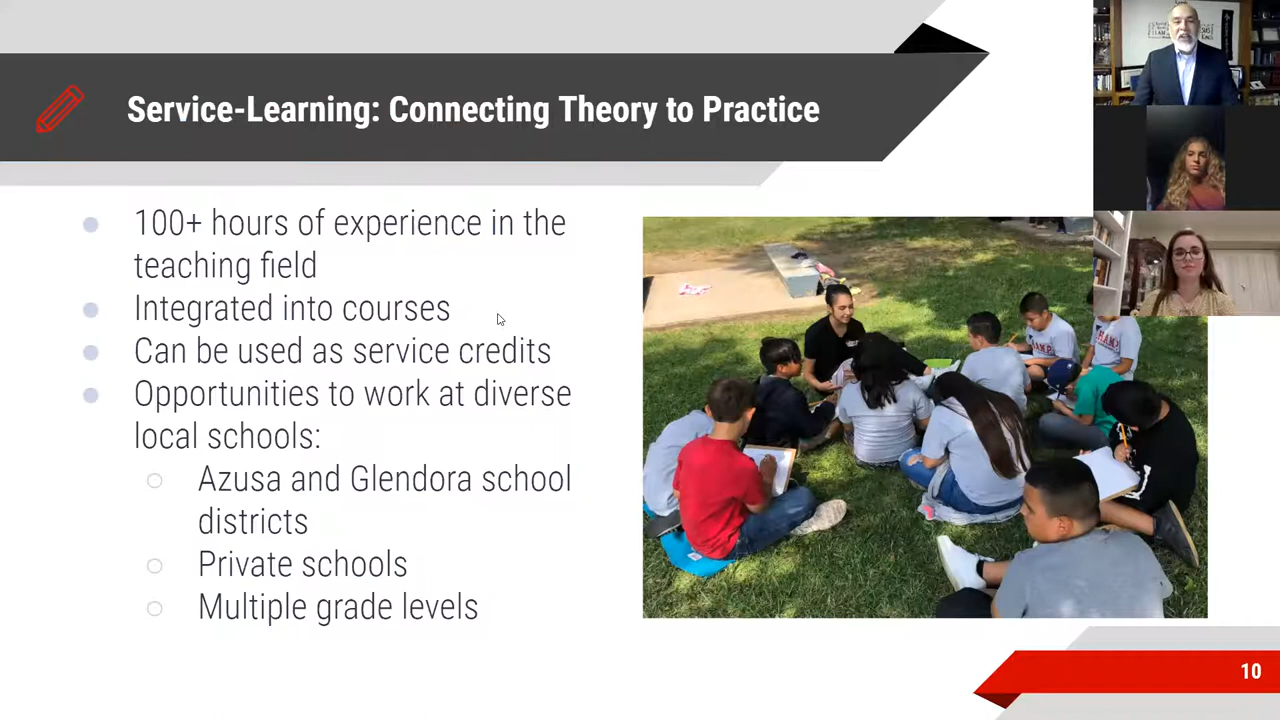 Service-Learning: Connecting Theory to Practice
100+ hours of experience in the
teaching field
Integrated into courses
Can be used as service credits
Opportunities to work at diverse
local schools:
Azusa and Glendora school
districts
Private schools
Multiple grade levels
10